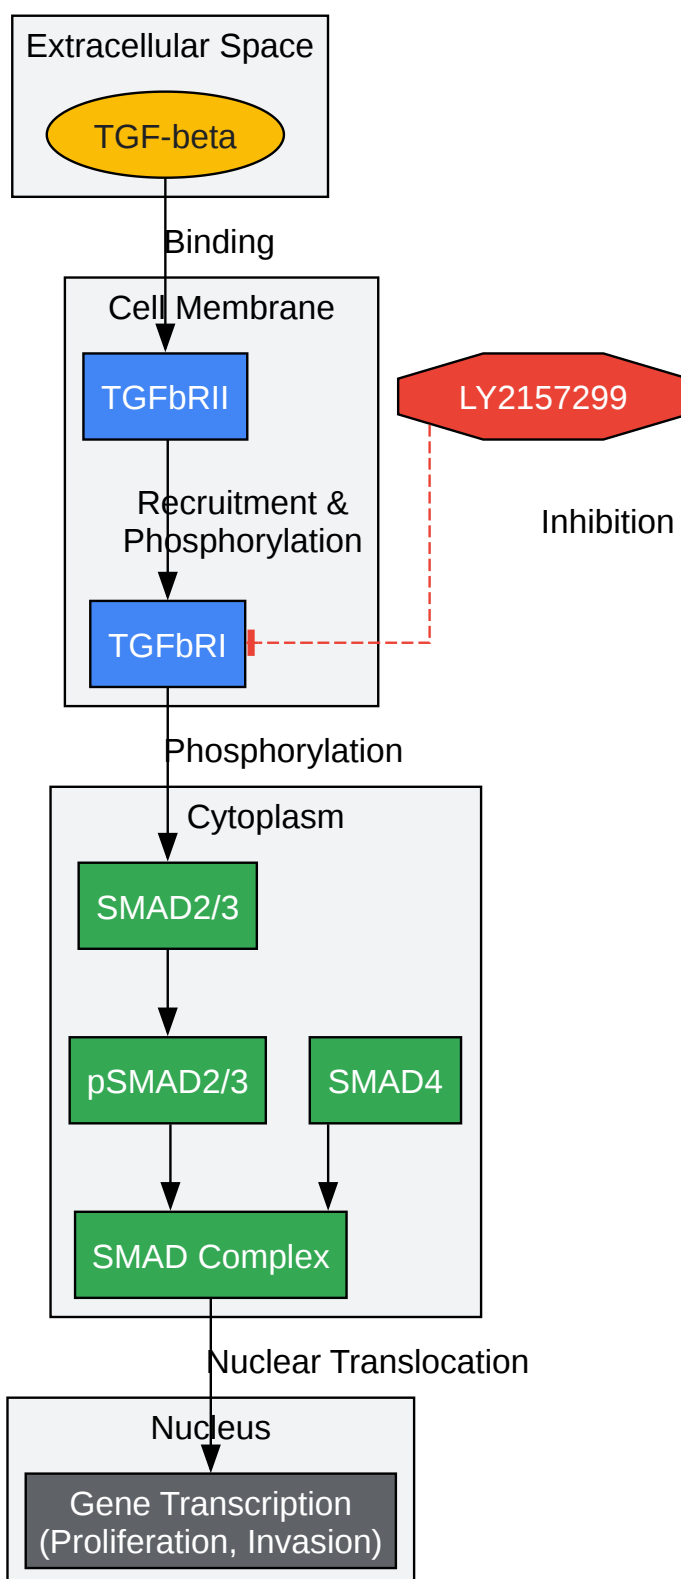 Extracellular Space
TGF-beta
Binding
Cell Membrane
TGFbRII
LY2157299
Recruitment &
Phosphorylation
Inhibition
TGFbRI
Phosphorylation
Cytoplasm
SMAD2/3
pSMAD2/3
SMAD4
SMAD Complex
Nuclear Translocation
Nucleus
Gene Transcription
(Proliferation, Invasion)